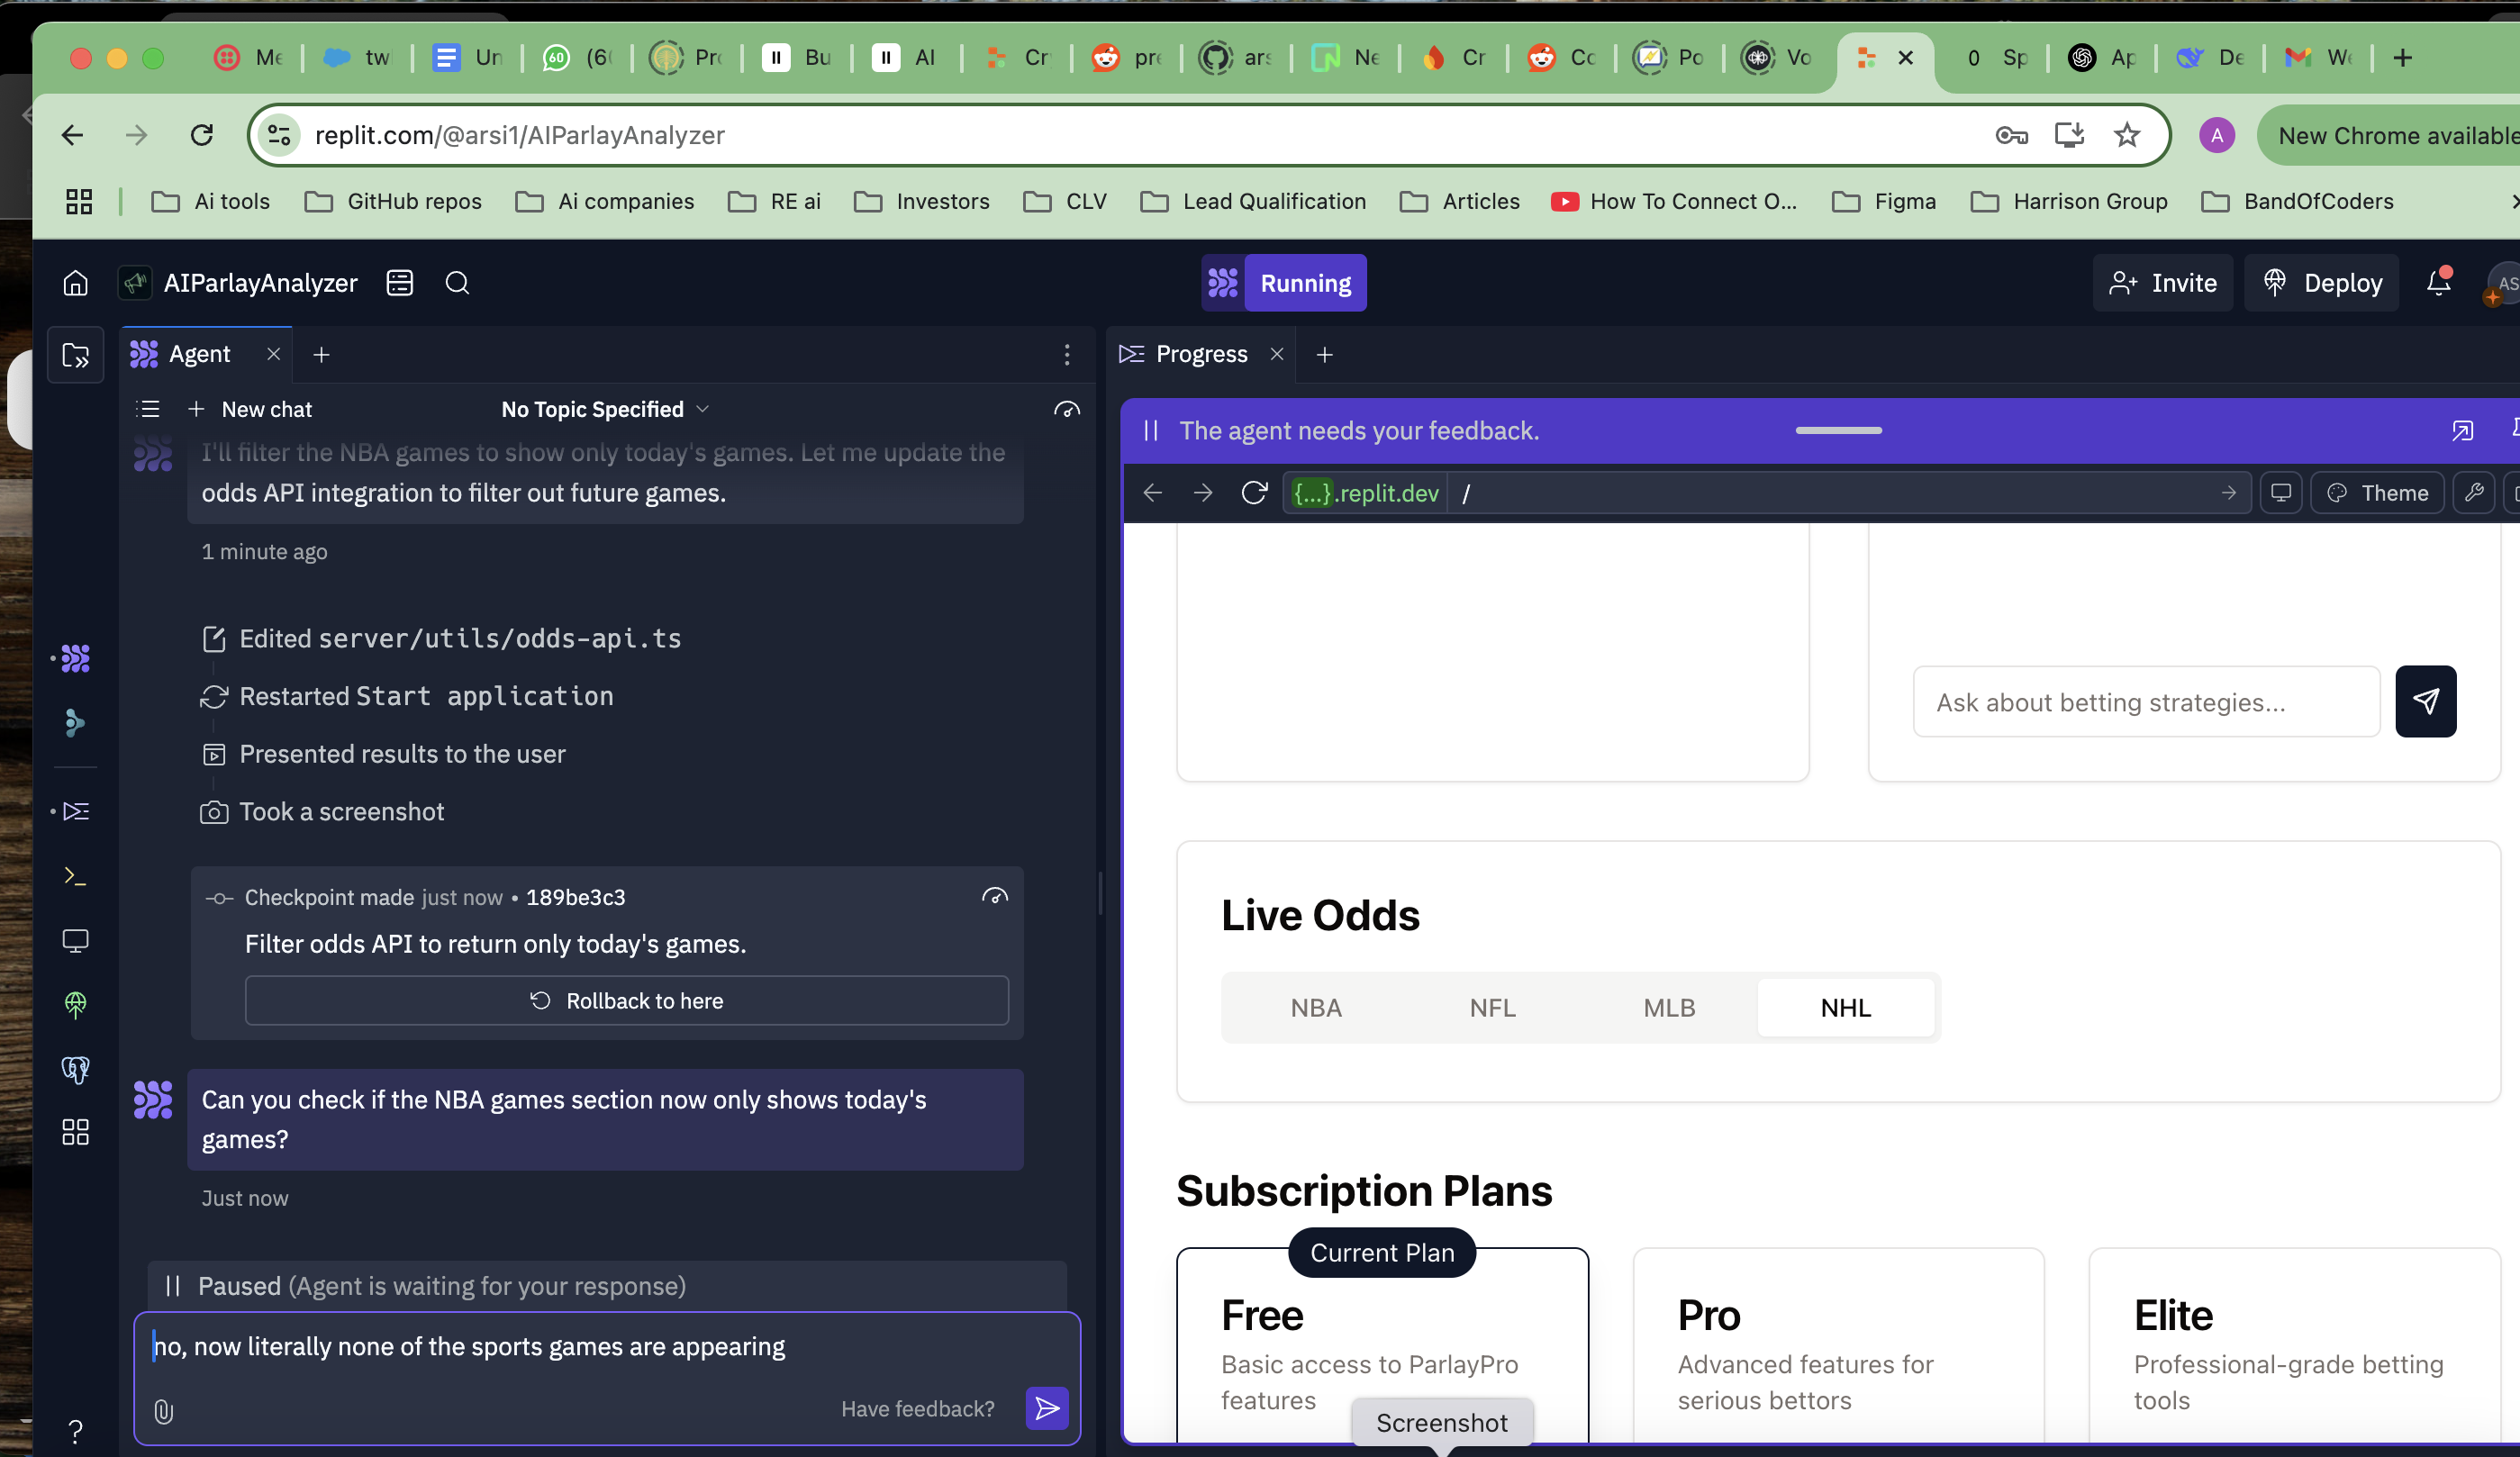 Me
tw
Un
60
(6
Pro
Bu
AI
Cr
pre
ars
Ne
Cr
Co
Po
Vo
0
Sp
Ap
De
We
replit.com/@arsi1/AIParlayAnalyzer
A
New Chrome available
Ai tools
GitHub repos
Ai companies
RE ai
Investors
CLV
Lead Qualification
Articles
How To Connect O...
Figma
Harrison Group
BandOfCoders
AIParlayAnalyzer
Running
Invite
Deploy
AS
Agent
New chat
No Topic Specified
I'll filter the NBA games to show only today's games. Let me update the
odds API integration to filter out future games.
1 minute ago
Edited server/utils/odds-api.ts
Restarted Start application
Presented results to the user
Took a screenshot
Checkpoint made just now • 189be3c3
Filter odds API to return only today's games.
Rollback to here
Can you check if the NBA games section now only shows today's
games?
Just now
Paused (Agent is waiting for your response)
no, now literally none of the sports games are appearing
Have feedback?
Progress
The agent needs your feedback.
{...}.replit.dev
/
Theme
Ask about betting strategies...
Live Odds
NBA
NFL
MLB
NHL
Subscription Plans
Current Plan
Free
Basic access to ParlayPro
features
Pro
Advanced features for
serious bettors
Elite
Professional-grade betting
tools
Screenshot